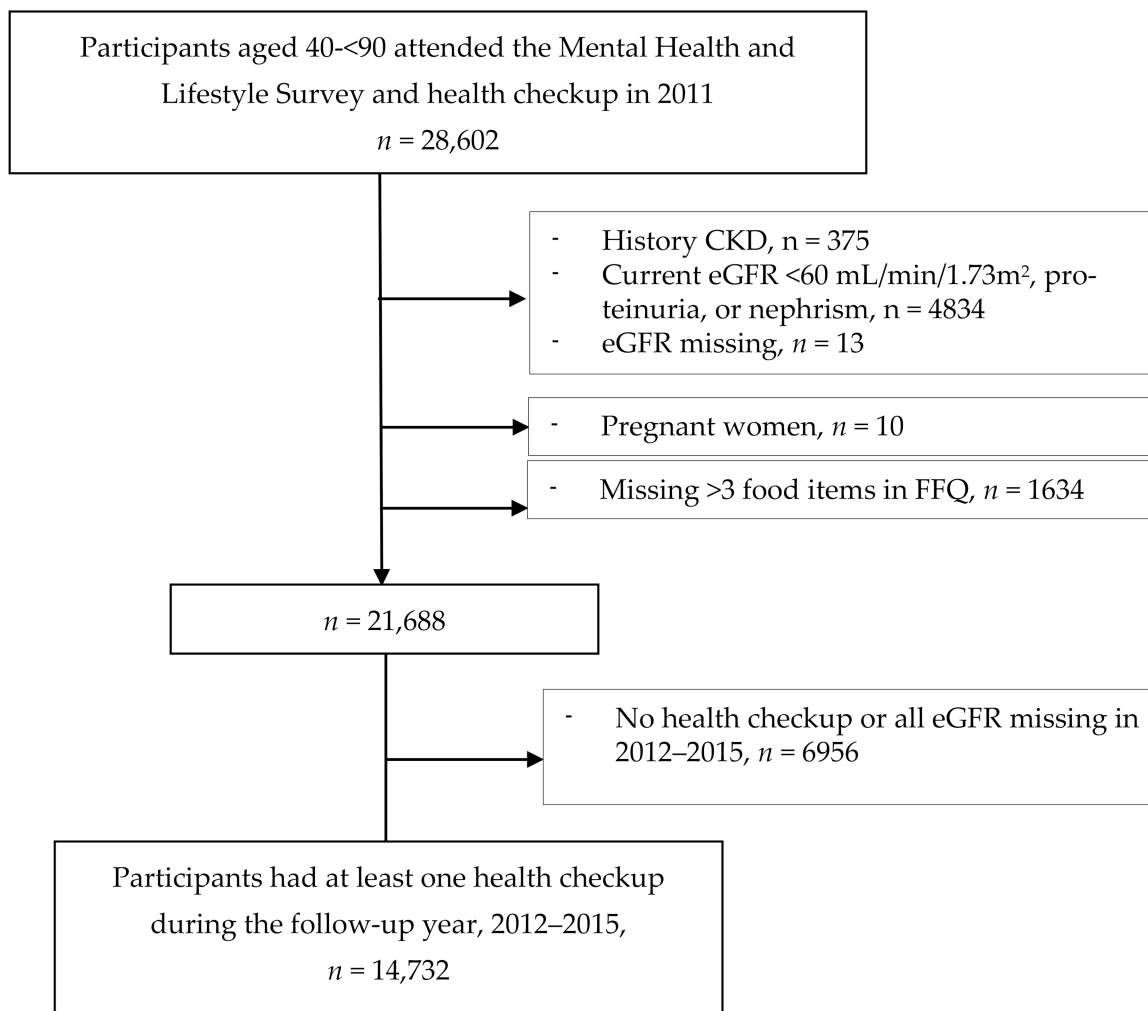 Participants aged 40-<90 attended the Mental Health and
Lifestyle Survey and health checkup in 2011
n = 28,602
- History CKD, n = 375
- Current eGFR <60 mL/min/1.73m², pro-
teinuria, or nephrism, n = 4834
- eGFR missing, n = 13
- Pregnant women, n = 10
- Missing >3 food items in FFQ, n = 1634
n = 21,688
- No health checkup or all eGFR missing in
2012–2015, n = 6956
Participants had at least one health checkup
during the follow-up year, 2012–2015,
n = 14,732